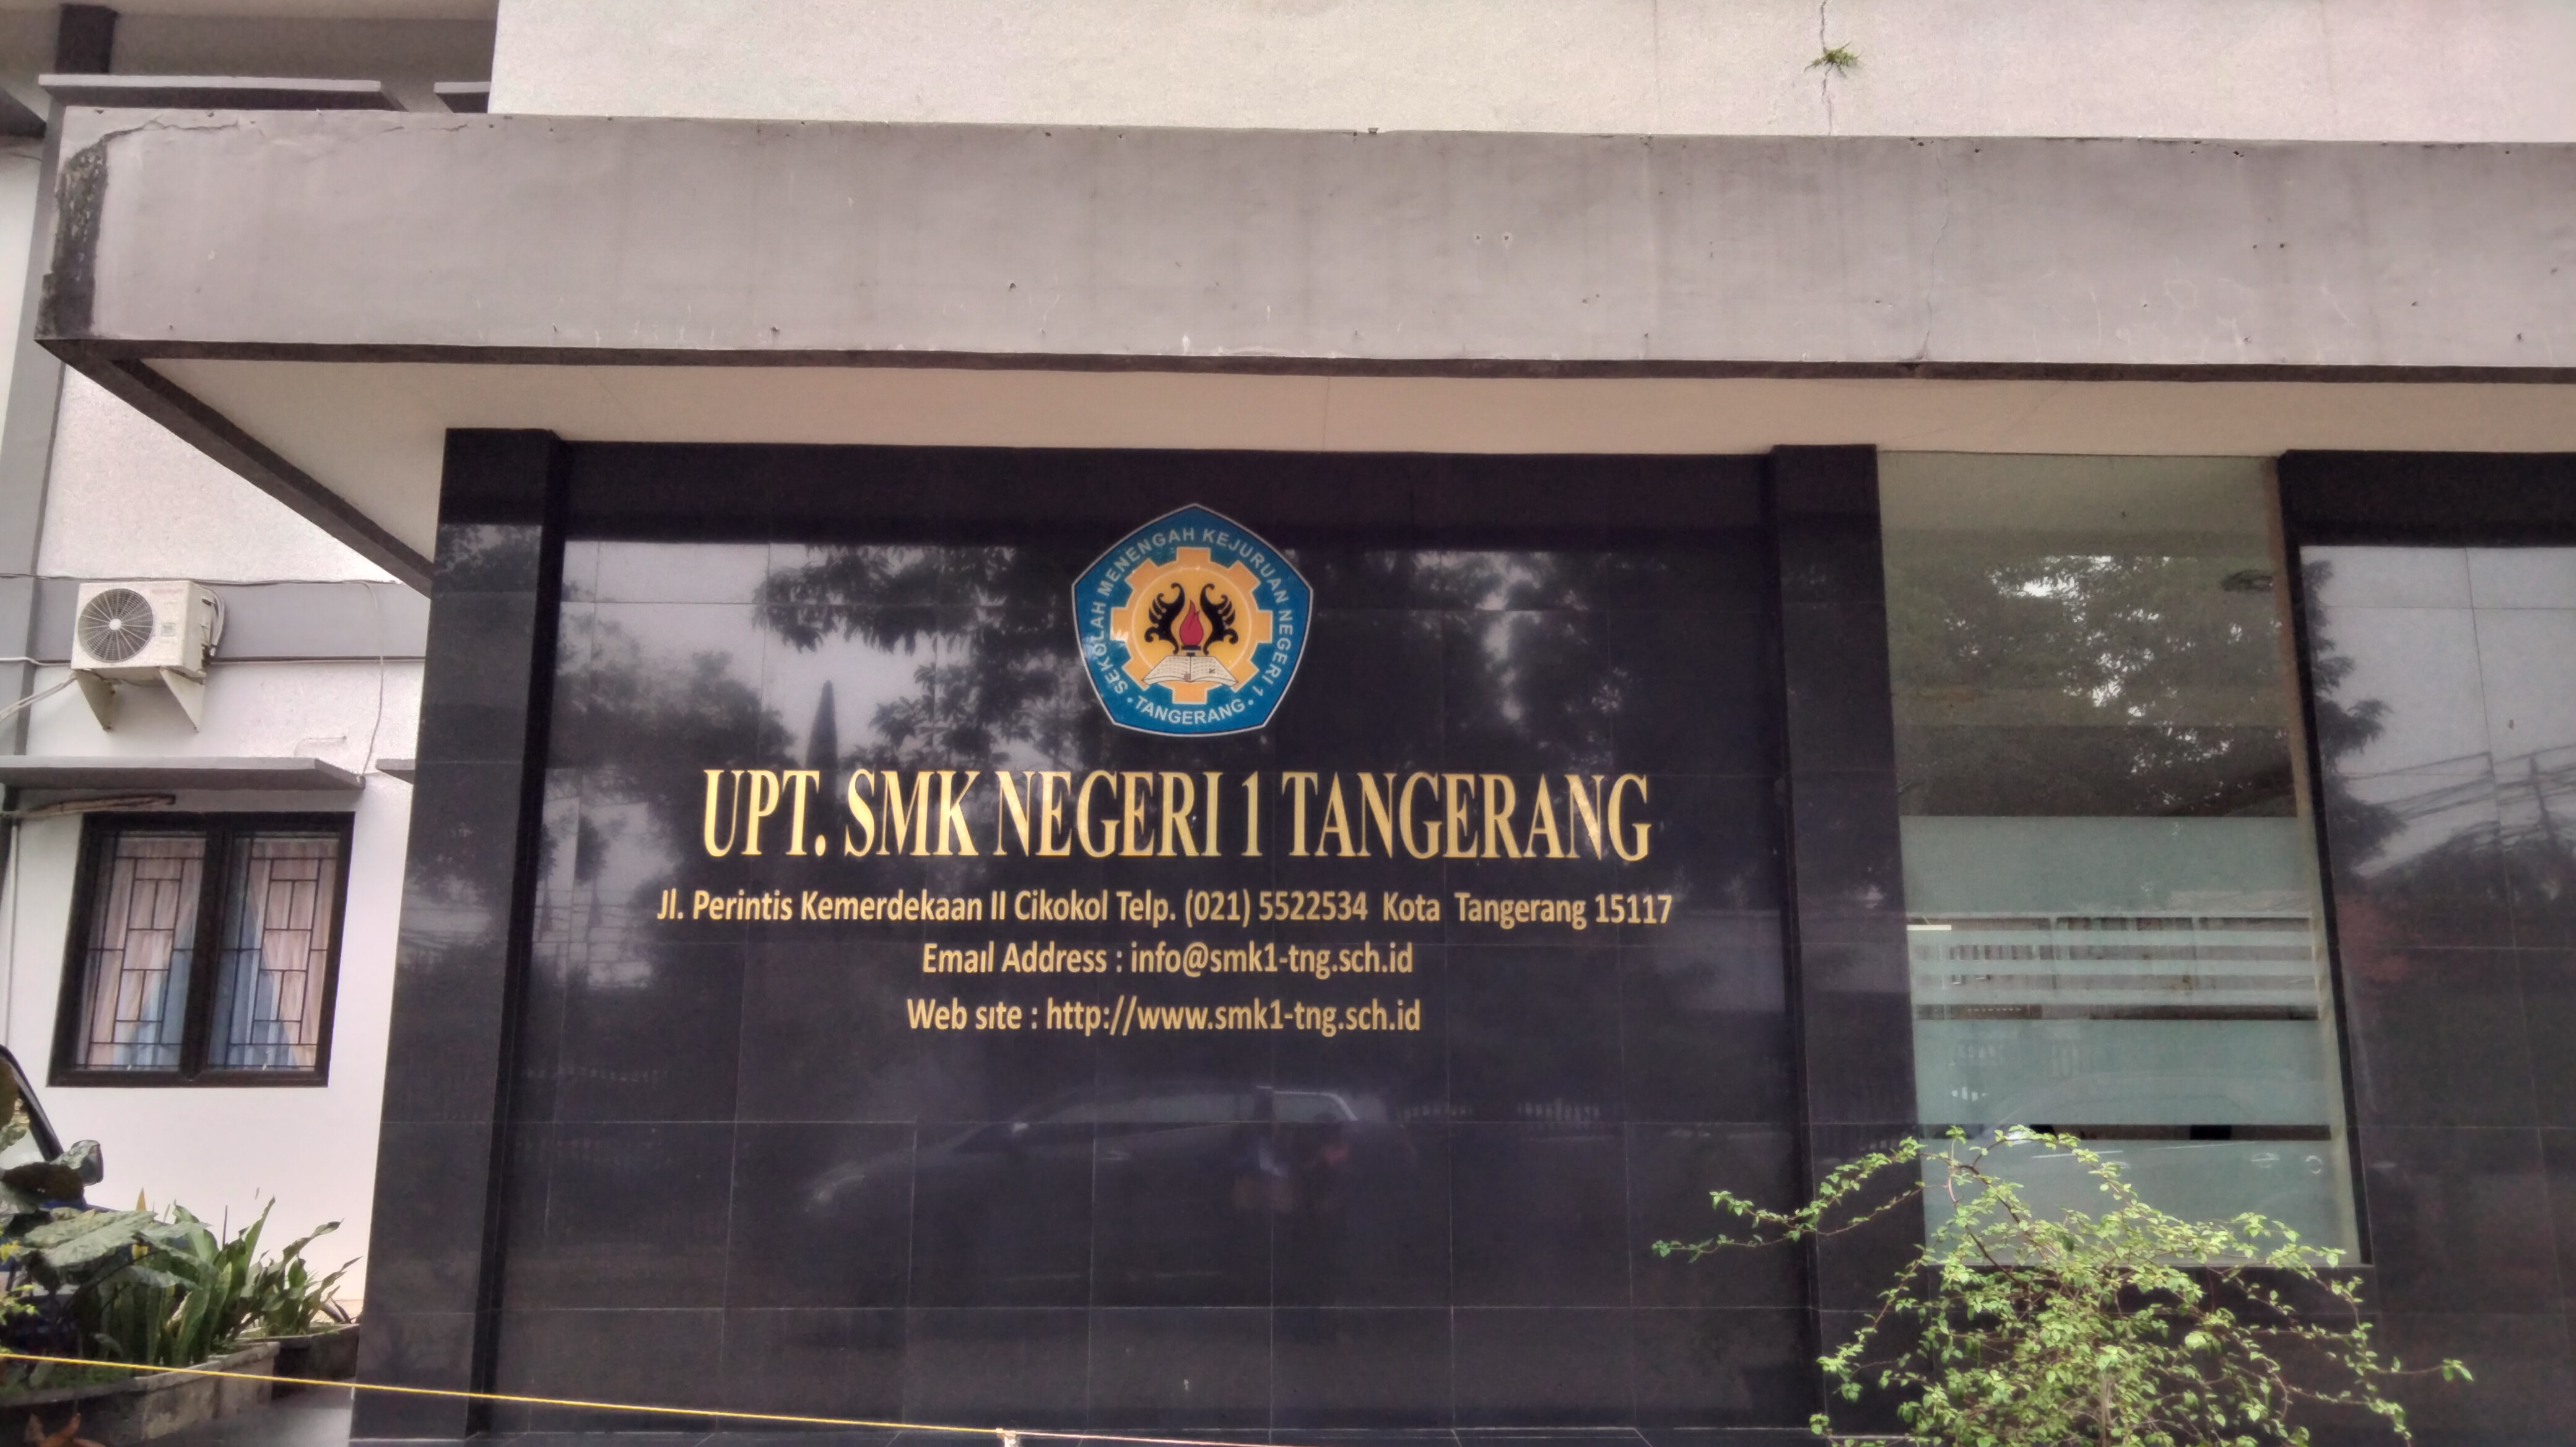 SEKOLAH MENENGAH KEJURUAN NEGERI 1
• TANGERANG •
UPT. SMK NEGERI 1 TANGERANG
Jl. Perintis Kemerdekaan II Cikokol Telp. (021) 5522534 Kota Tangerang 15117
Email Address : info@smk1-tng.sch.id
Web site : http://www.smk1-tng.sch.id